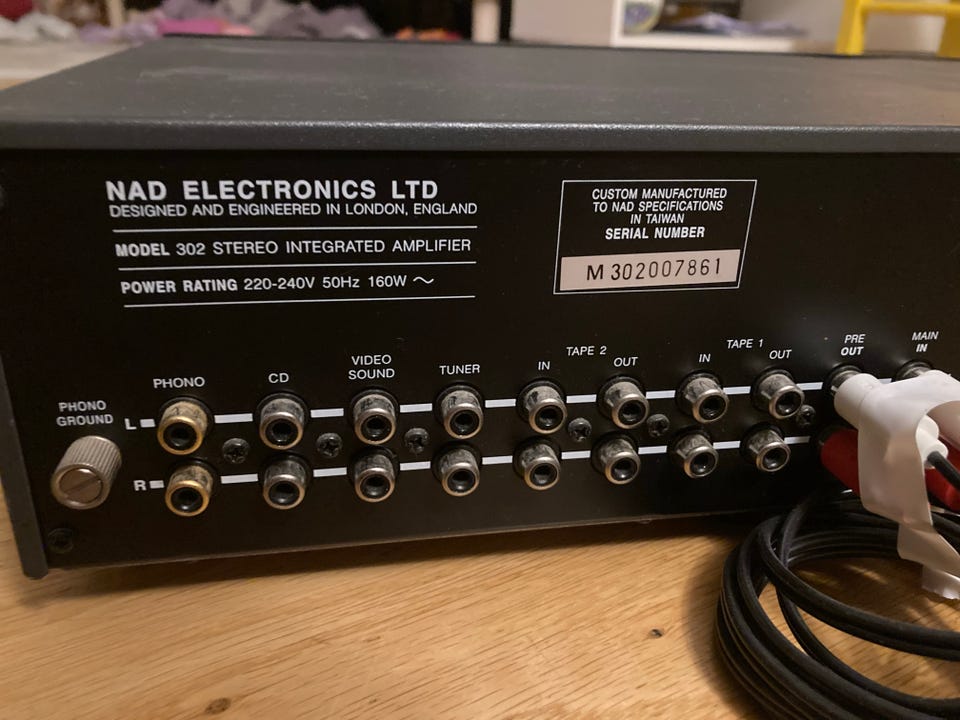 NAD ELECTRONICS LTD
DESIGNED AND ENGINEERED IN LONDON, ENGLAND
MODEL 302 STEREO INTEGRATED AMPLIFIER
POWER RATING 220-240V 50Hz 160W ~
CUSTOM MANUFACTURED
TO NAD SPECIFICATIONS
IN TAIWAN
SERIAL NUMBER
M 302007861
PHONO
GROUND
L
R
PHONO
CD
VIDEO
SOUND
TUNER
TAPE 2
IN
OUT
TAPE 1
IN
OUT
PRE
OUT
MAIN
IN